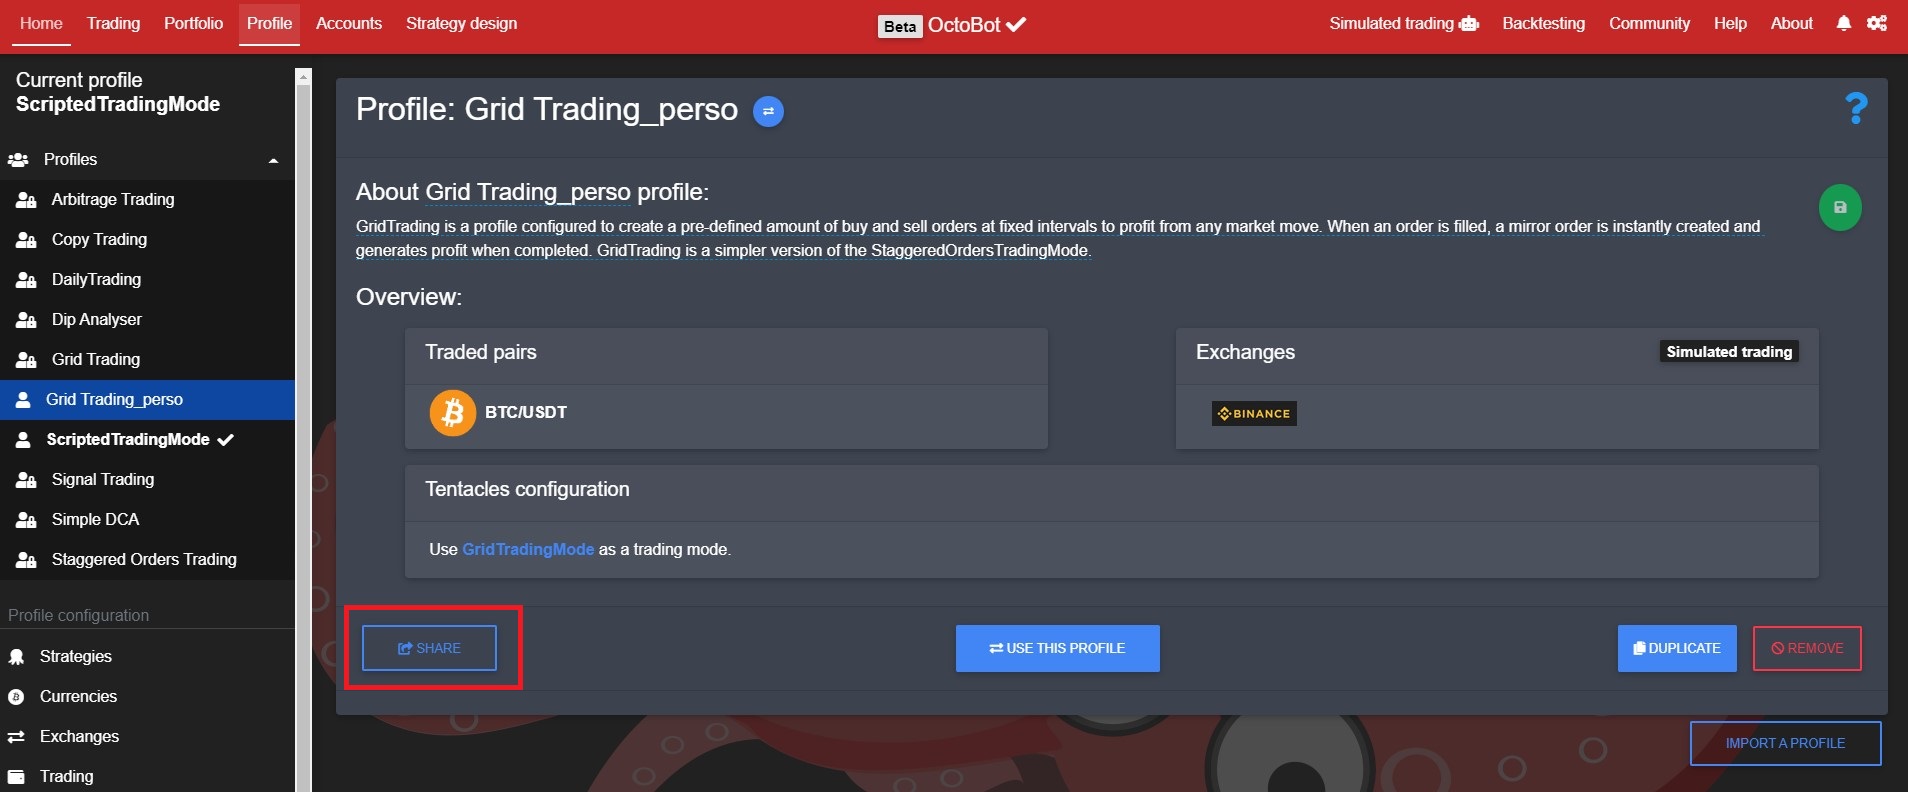 Home Trading Portfolio Profile Accounts Strategy design Beta OctoBot Simulated trading Backtesting Community Help About
Current profile
ScriptedTradingMode
Profiles
Arbitrage Trading
Copy Trading
DailyTrading
Dip Analyser
Grid Trading
Grid Trading_perso
ScriptedTradingMode
Signal Trading
Simple DCA
Staggered Orders Trading
Profile configuration
Strategies
Currencies
Exchanges
Trading
Profile: Grid Trading_perso
?
About Grid Trading_perso profile:
GridTrading is a profile configured to create a pre-defined amount of buy and sell orders at fixed intervals to profit from any market move. When an order is filled, a mirror order is instantly created and
generates profit when completed. GridTrading is a simpler version of the StaggeredOrdersTradingMode.
Overview:
Traded pairs
BTC/USDT
Exchanges Simulated trading
BINANCE
Tentacles configuration
Use GridTradingMode as a trading mode.
SHARE USE THIS PROFILE DUPLICATE REMOVE
IMPORT A PROFILE